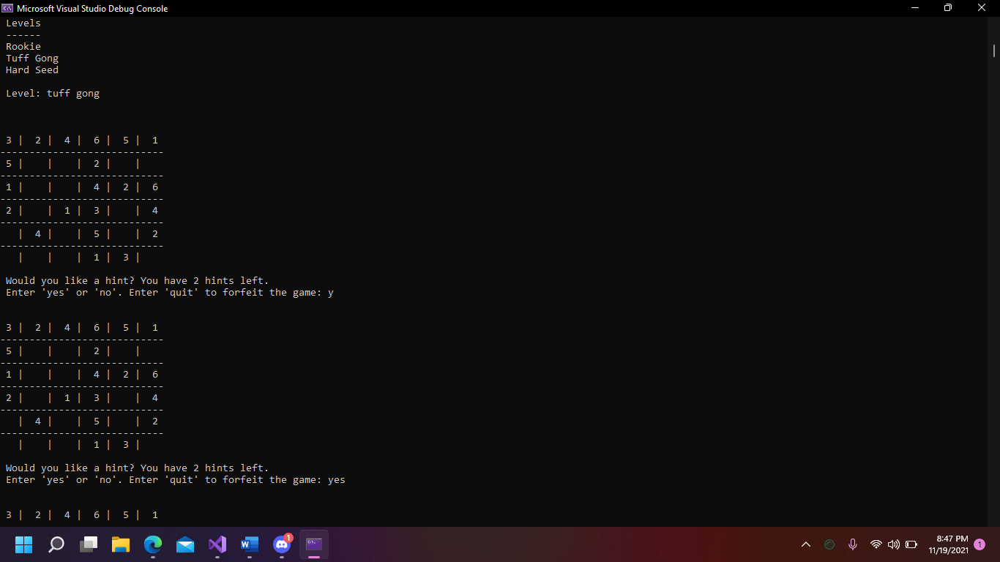 Microsoft Visual Studio Debug Console
Levels
------
Rookie
Tuff Gong
Hard Seed
Level: tuff gong
3 | 2 | 4 | 6 | 5 | 1
----------------------------
5 | | | 2 | |
----------------------------
1 | | | 4 | 2 | 6
----------------------------
2 | | 1 | 3 | | 4
----------------------------
| 4 | | 5 | | 2
----------------------------
| | | 1 | 3 |
Would you like a hint? You have 2 hints left.
Enter 'yes' or 'no'. Enter 'quit' to forfeit the game: y
3 | 2 | 4 | 6 | 5 | 1
----------------------------
5 | | | 2 | |
----------------------------
1 | | | 4 | 2 | 6
----------------------------
2 | | 1 | 3 | | 4
----------------------------
| 4 | | 5 | | 2
----------------------------
| | | 1 | 3 |
Would you like a hint? You have 2 hints left.
Enter 'yes' or 'no'. Enter 'quit' to forfeit the game: yes
3 | 2 | 4 | 6 | 5 | 1
W
1
C:\.
8:47 PM
11/19/2021
1